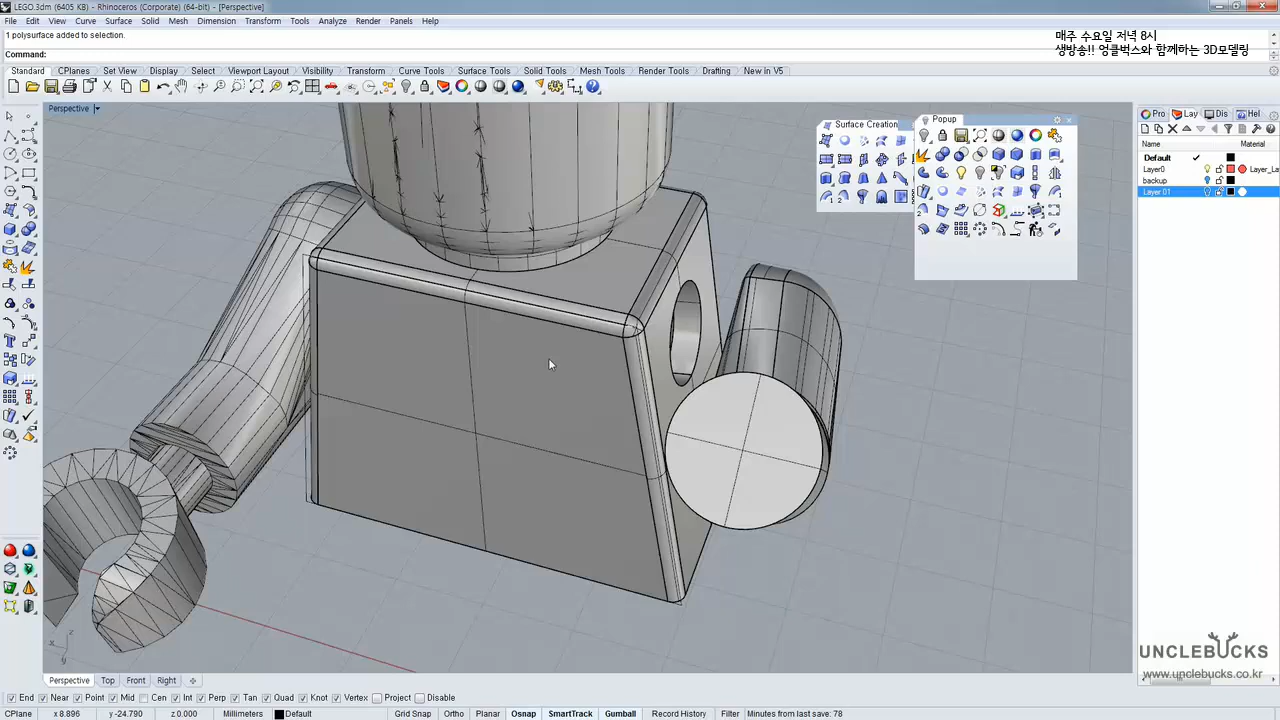 LEGO.3dm (6405 KB) - Rhinoceros (Corporate) (64-bit) - [Perspective]
File Edit View Curve Surface Solid Mesh Dimension Transform Tools Analyze Render Panels Help
1 polysurface added to selection.
매주 수요일 저녁 8시
생방송!! 엉클벅스와 함께하는 3D모델링
Command:
Standard CPlanes Set View Display Select Viewport Layout Visibility Transform Curve Tools Surface Tools Solid Tools Mesh Tools Render Tools Drafting New in V5
Perspective
Surface Creation
Popup
Pro Lay Dis Hel
Name Material
Default
Layer0 Layer_La
backup
Layer 01
x z y
UNCLEBUCKS
www.unclebucks.co.kr
Perspective Top Front Right
End Near Point Mid Cen Int Perp Tan Quad Knot Vertex Project Disable
CPlane x 8.896 y -24.790 z 0.000 Millimeters Default Grid Snap Ortho Planar Osnap SmartTrack Gumball Record History Filter Minutes from last save: 78